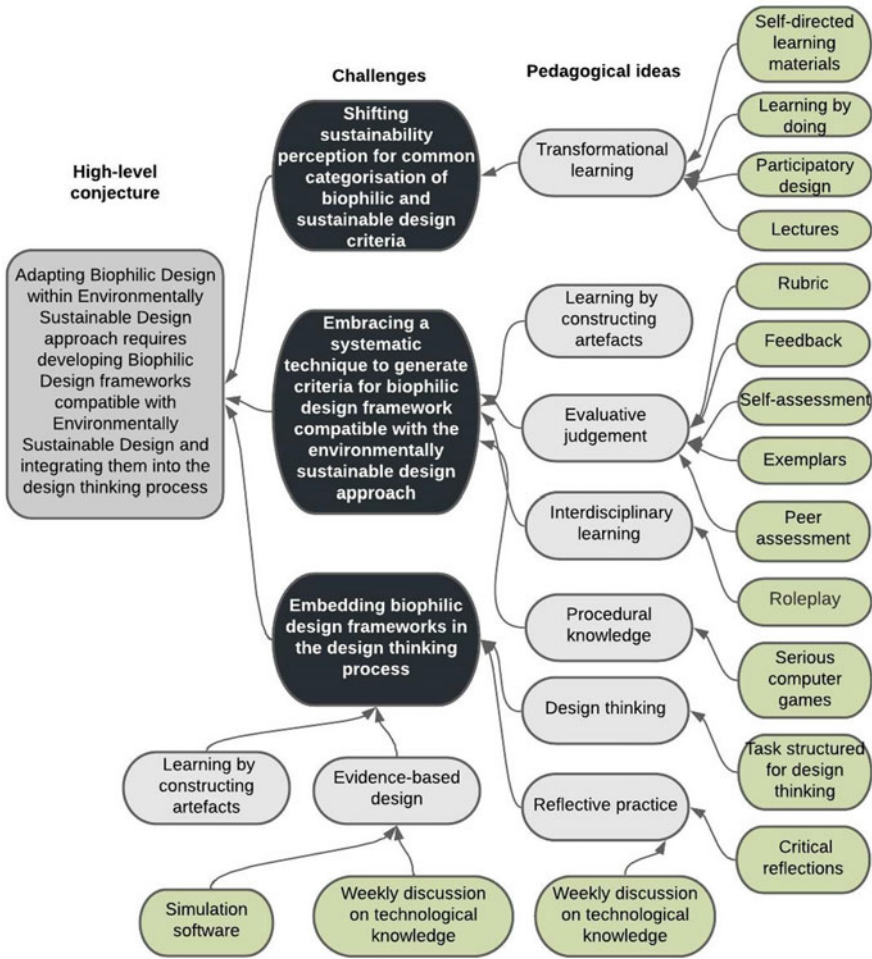 High-level
conjecture
Adapting Biophilic Design
within Environmentally
Sustainable Design
approach requires
developing Biophilic
Design frameworks
compatible with
Environmentally
Sustainable Design and
integrating them into the
design thinking process
Challenges
Shifting
sustainability
perception for common
categorisation of
biophilic and
sustainable design
criteria
Embracing a
systematic
technique to generate
criteria for biophilic
design framework
compatible with the
environmentally
sustainable design
approach
Embedding biophilic
design frameworks in
the design thinking
process
Learning by
constructing
artefacts
Evidence-based
design
Simulation
software
Weekly discussion
on technological
knowledge
Pedagogical ideas
Transformational
learning
Learning by
constructing
artefacts
Evaluative
judgement
Interdisciplinary
learning
Procedural
knowledge
Design thinking
Reflective practice
Weekly discussion
on technological
knowledge
Self-directed
learning
materials
Learning by
doing
Participatory
design
Lectures
Rubric
Feedback
Self-assessment
Exemplars
Peer
assessment
Roleplay
Serious
computer
games
Task structured
for design
thinking
Critical
reflections